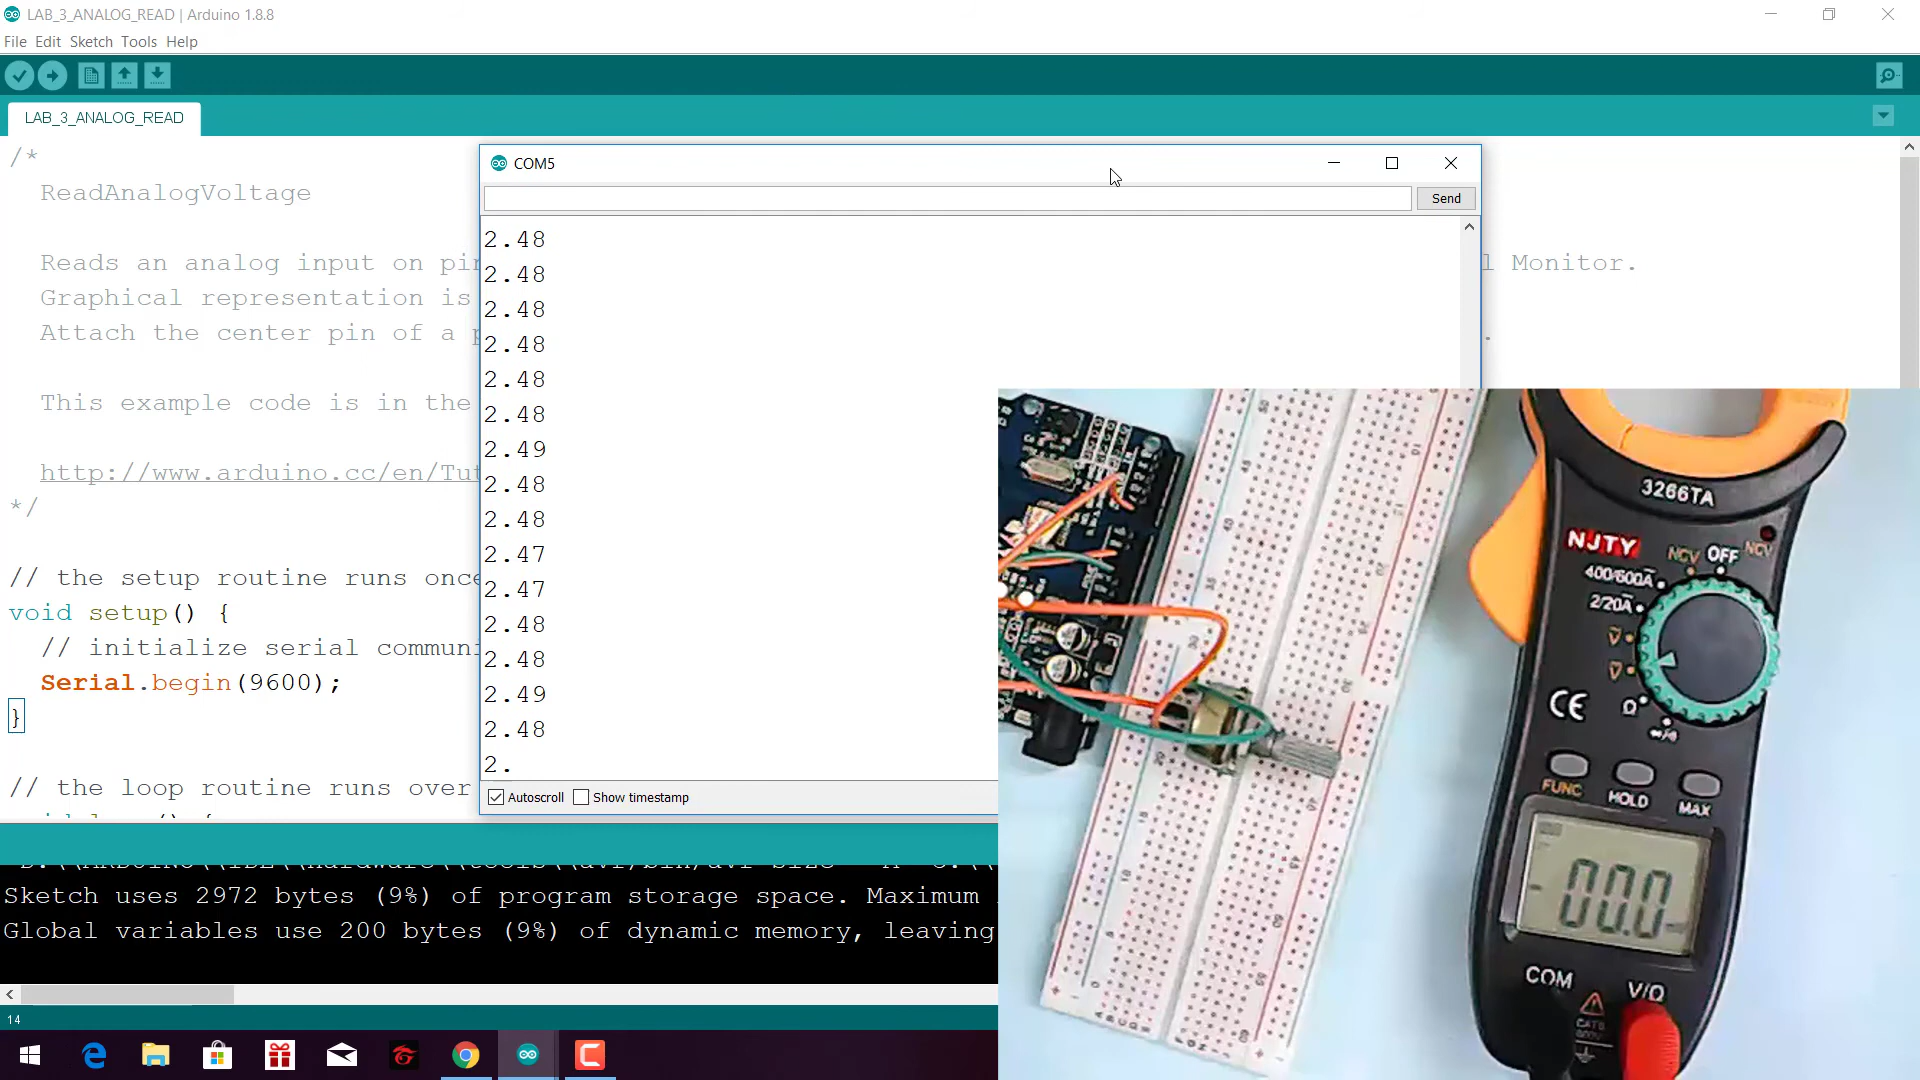 LAB_3_ANALOG_READ | Arduino 1.8.8
File Edit Sketch Tools Help
LAB_3_ANALOG_READ
/*
ReadAnalogVoltage
Reads an analog input on pin
l Monitor.
Graphical representation is
Attach the center pin of a p
.
This example code is in the
http://www.arduino.cc/en/Tut
*/
// the setup routine runs once
void setup() {
// initialize serial communi
Serial.begin(9600);
}
// the loop routine runs over
COM5
Send
2.48
2.48
2.48
2.48
2.48
2.48
2.49
2.48
2.48
2.47
2.47
2.48
2.48
2.49
2.48
2.
Autoscroll Show timestamp
Sketch uses 2972 bytes (9%) of program storage space. Maximum
Global variables use 200 bytes (9%) of dynamic memory, leaving
14
3266TA
NJTY
NCV OFF NCV
400/600A
2/20A
Ω
CE
FUNC HOLD MAX
00.0
COM V/Ω